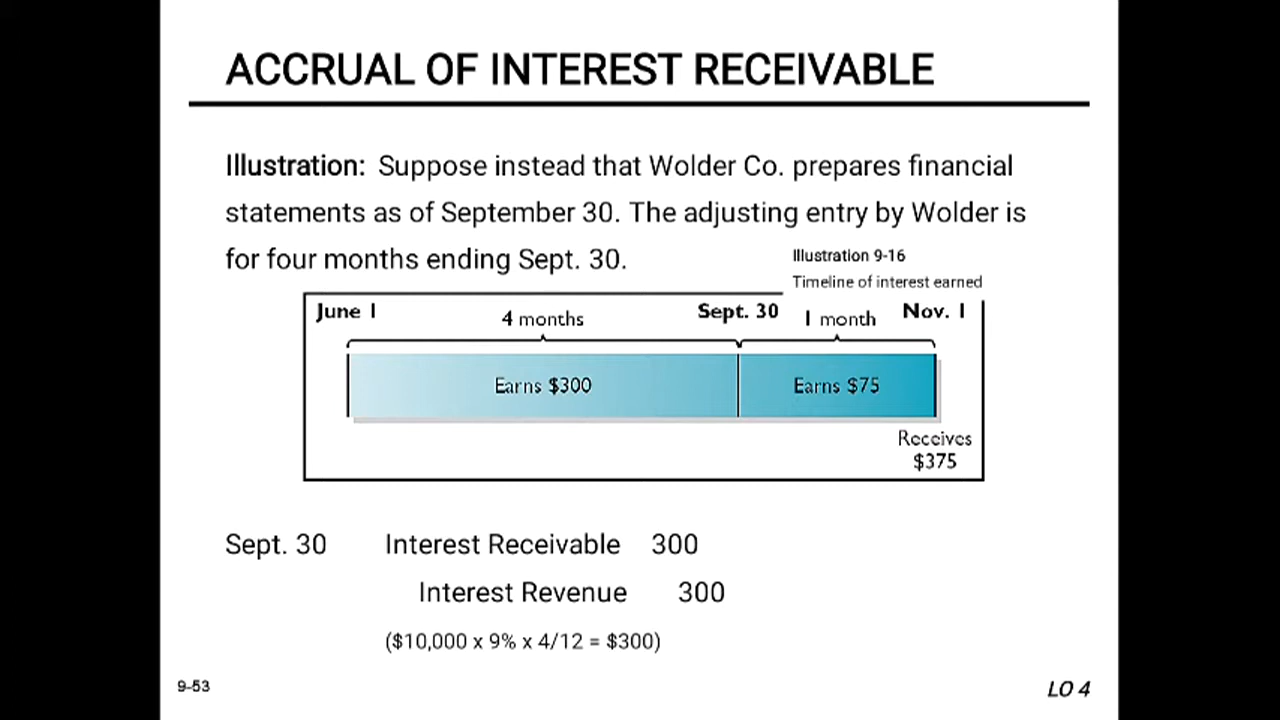 ACCRUAL OF INTEREST RECEIVABLE
Illustration: Suppose instead that Wolder Co. prepares financial
statements as of September 30. The adjusting entry by Wolder is
for four months ending Sept. 30.
Illustration 9-16
Timeline of interest earned
June 1 4 months Sept. 30 1 month Nov. 1
Earns $300 Earns $75
Receives
$375
Sept. 30 Interest Receivable 300
Interest Revenue 300
($10,000 x 9% x 4/12 = $300)
9-53 LO 4